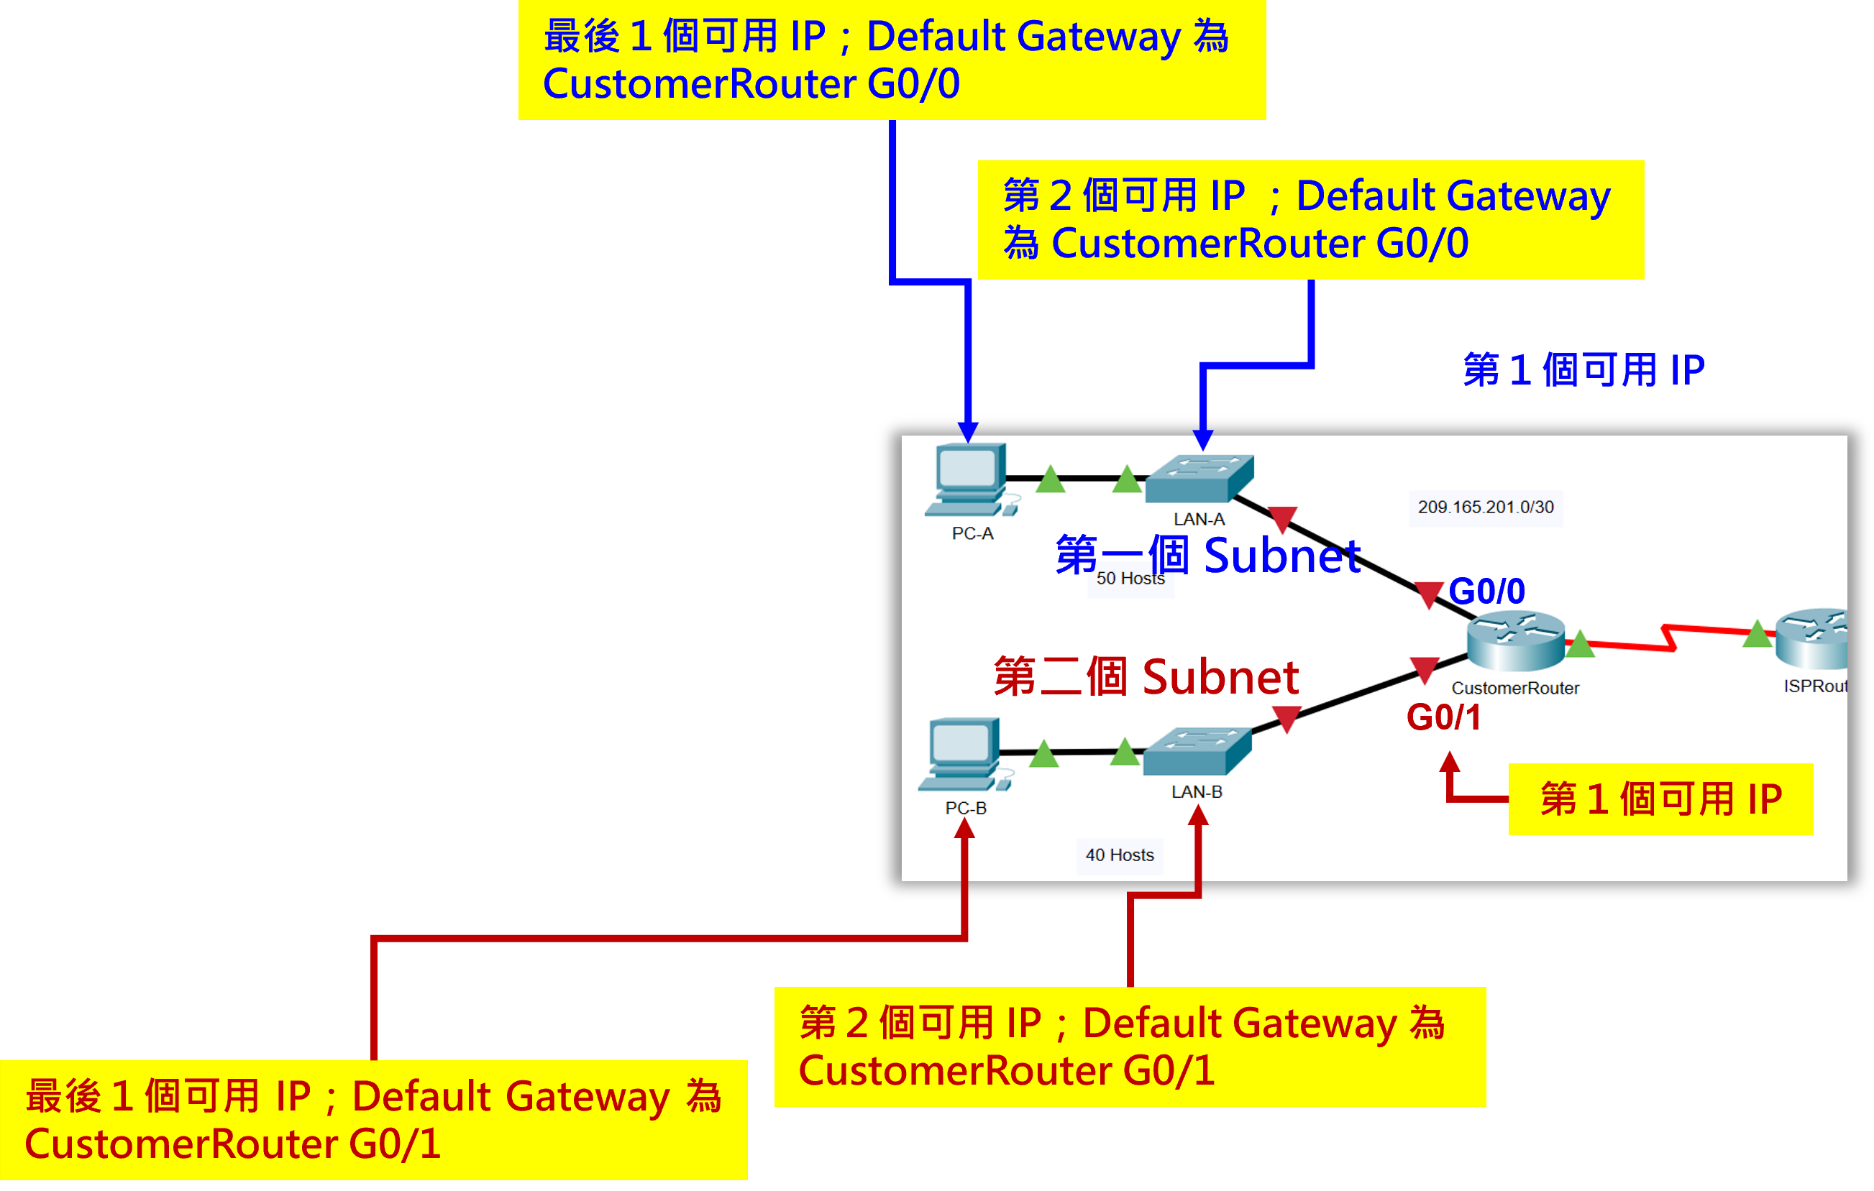 最後 1 個可用 IP；Default Gateway 為
CustomerRouter G0/0
第 2 個可用 IP ；Default Gateway
為 CustomerRouter G0/0
第 1 個可用 IP
209.165.201.0/30
PC-A
LAN-A
第一個 Subnet
50 Hosts
G0/0
第二個 Subnet
CustomerRouter
ISPRout
G0/1
第 1 個可用 IP
PC-B
LAN-B
40 Hosts
第 2 個可用 IP；Default Gateway 為
CustomerRouter G0/1
最後 1 個可用 IP；Default Gateway 為
CustomerRouter G0/1